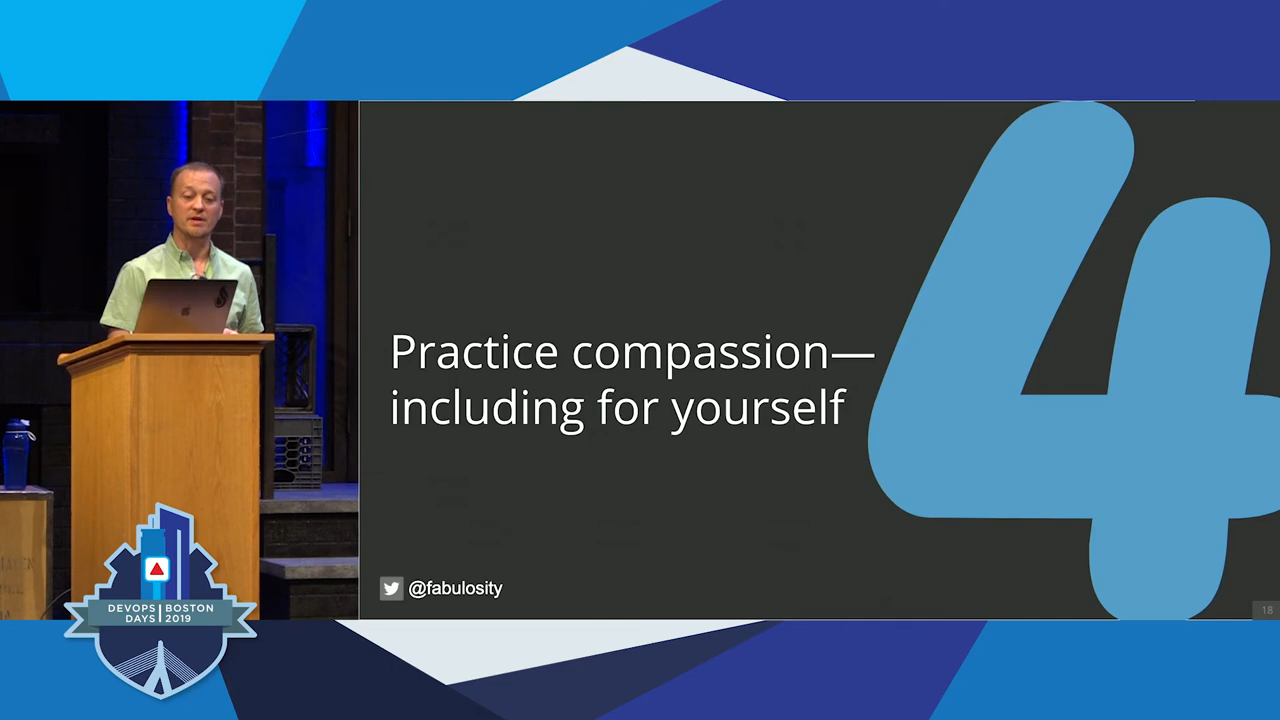 4
Practice compassion—
including for yourself
@fabulosity
18
DEVOPS BOSTON
DAYS 2019